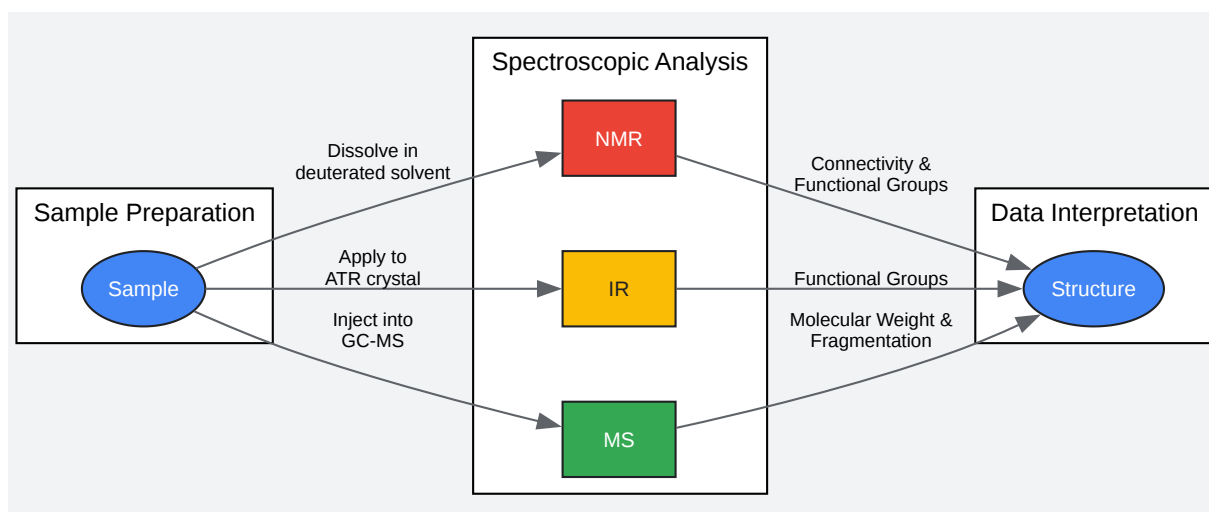 Sample Preparation
Sample
Dissolve in
deuterated solvent
Apply to
ATR crystal
Inject into
GC-MS
Spectroscopic Analysis
NMR
IR
MS
Connectivity &
Functional Groups
Functional Groups
Molecular Weight &
Fragmentation
Data Interpretation
Structure